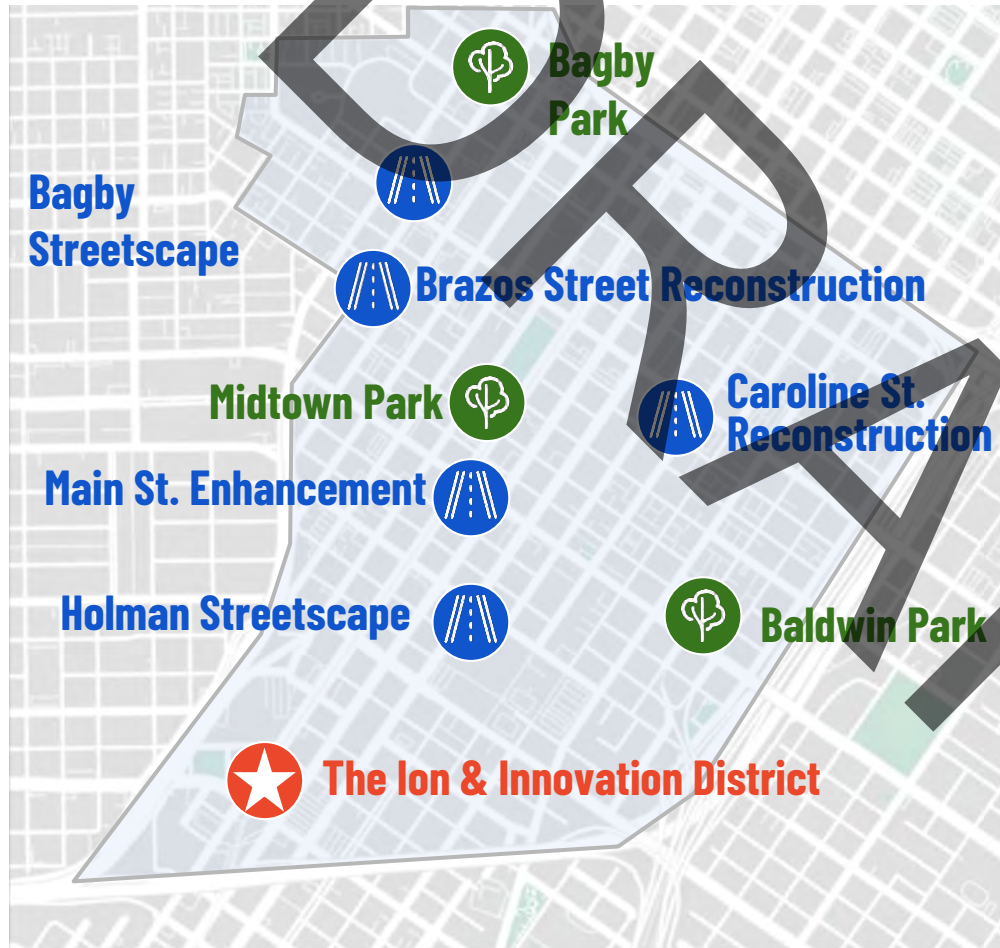 Bagby
Park
Bagby
Streetscape
Brazos Street Reconstruction
Midtown Park
Caroline St.
Reconstruction
Main St. Enhancement
Holman Streetscape
Baldwin Park
The Ion & Innovation District
DRA